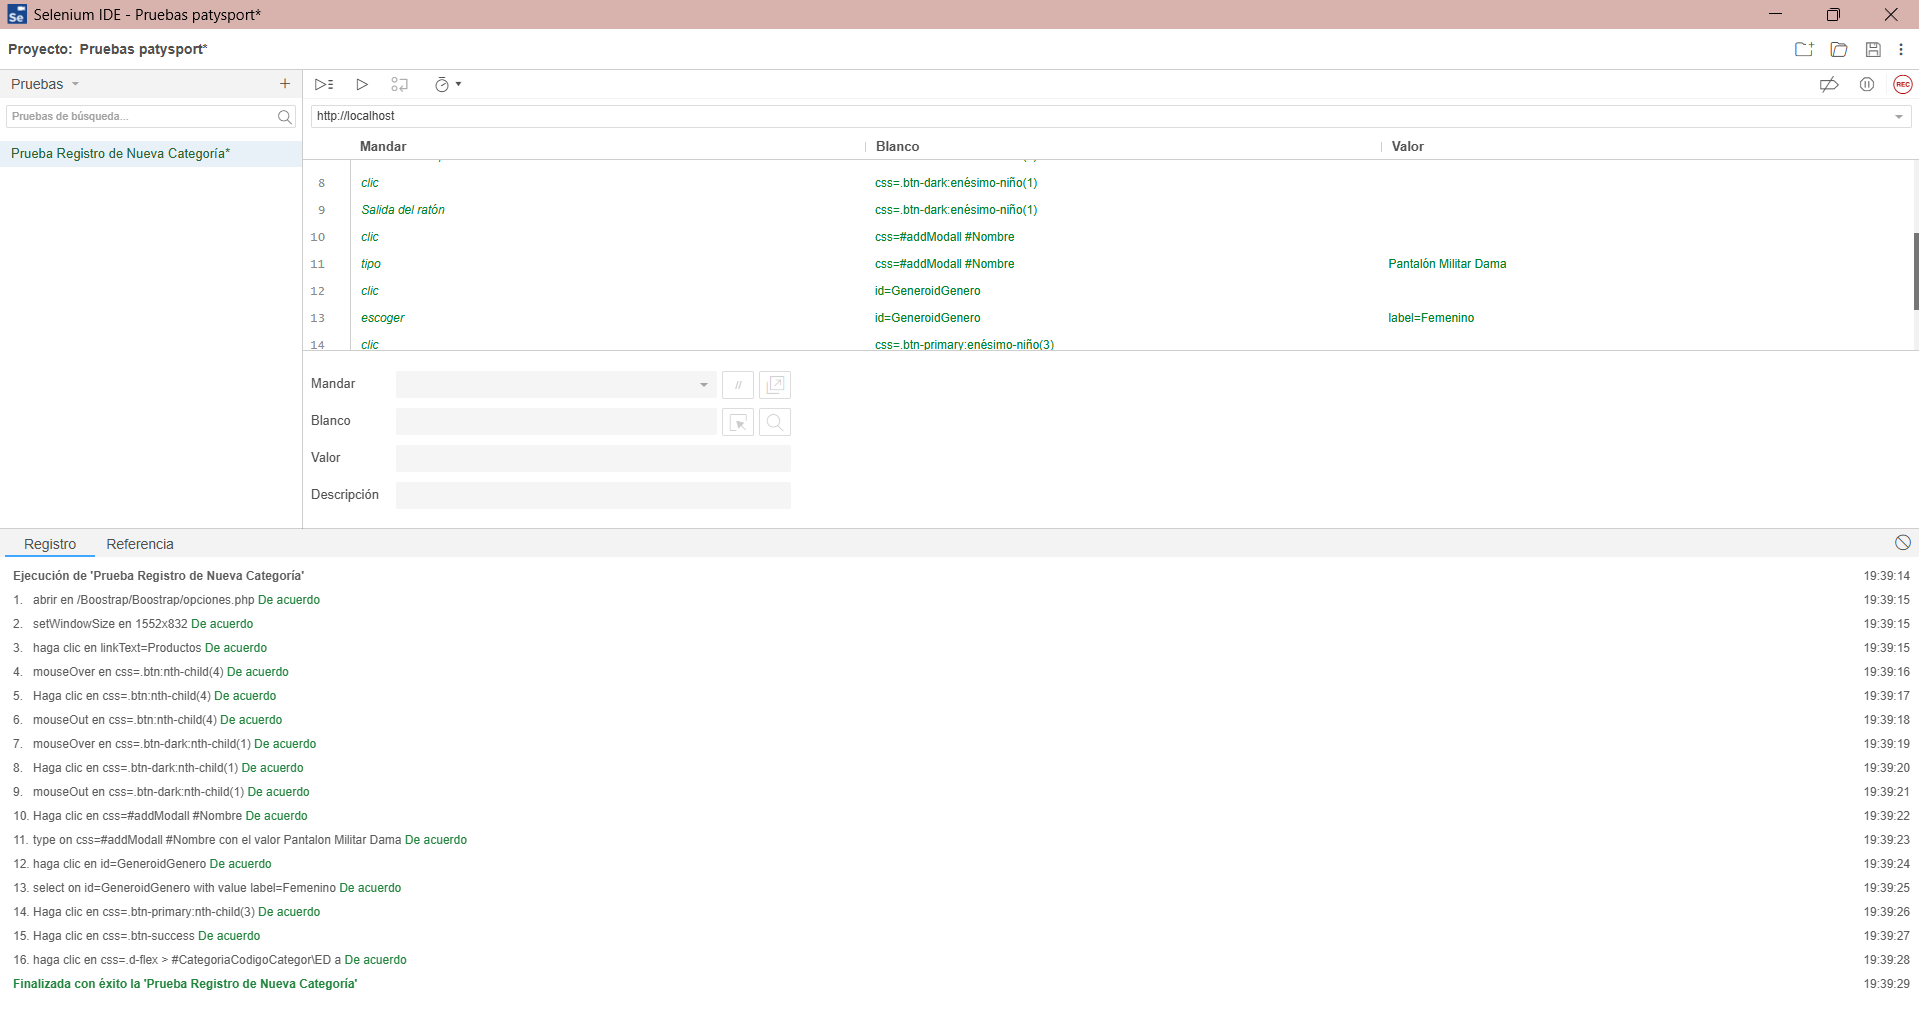 Selenium IDE - Pruebas patysport*
Proyecto: Pruebas patysport*
Pruebas
Pruebas de búsqueda...
Prueba Registro de Nueva Categoría*
REC
http://localhost
Mandar Blanco Valor
8 clic css=.btn-dark:enésimo-niño(1)
9 Salida del ratón css=.btn-dark:enésimo-niño(1)
10 clic css=#addModall #Nombre
11 tipo css=#addModall #Nombre Pantalón Militar Dama
12 clic id=GeneroidGenero
13 escoger id=GeneroidGenero label=Femenino
14 clic css=.btn-primary:enésimo-niño(3)
Mandar //
Blanco
Valor
Descripción
Registro Referencia
Ejecución de 'Prueba Registro de Nueva Categoría' 19:39:14
1. abrir en /Boostrap/Boostrap/opciones.php De acuerdo 19:39:15
2. setWindowSize en 1552x832 De acuerdo 19:39:15
3. haga clic en linkText=Productos De acuerdo 19:39:15
4. mouseOver en css=.btn:nth-child(4) De acuerdo 19:39:16
5. Haga clic en css=.btn:nth-child(4) De acuerdo 19:39:17
6. mouseOut en css=.btn:nth-child(4) De acuerdo 19:39:18
7. mouseOver en css=.btn-dark:nth-child(1) De acuerdo 19:39:19
8. Haga clic en css=.btn-dark:nth-child(1) De acuerdo 19:39:20
9. mouseOut en css=.btn-dark:nth-child(1) De acuerdo 19:39:21
10. Haga clic en css=#addModall #Nombre De acuerdo 19:39:22
11. type on css=#addModall #Nombre con el valor Pantalon Militar Dama De acuerdo 19:39:23
12. haga clic en id=GeneroidGenero De acuerdo 19:39:24
13. select on id=GeneroidGenero with value label=Femenino De acuerdo 19:39:25
14. Haga clic en css=.btn-primary:nth-child(3) De acuerdo 19:39:26
15. Haga clic en css=.btn-success De acuerdo 19:39:27
16. haga clic en css=.d-flex > #CategoriaCodigoCategor\ED a De acuerdo 19:39:28
Finalizada con éxito la 'Prueba Registro de Nueva Categoría' 19:39:29